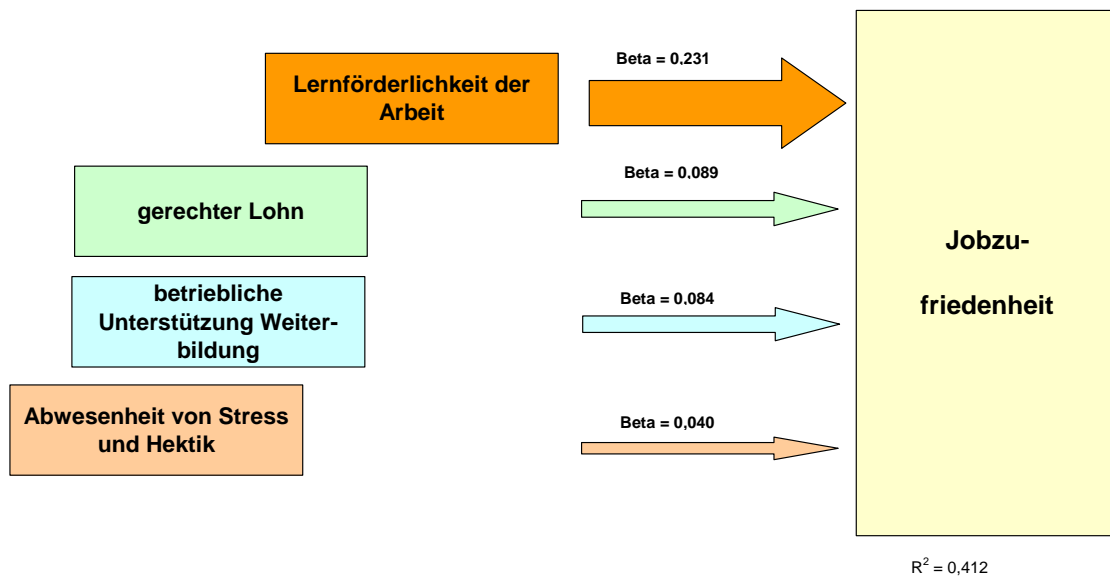 Beta = 0,231
Lernförderlichkeit der
Arbeit
Beta = 0,089
gerechter Lohn
Jobzu-
friedenheit
betriebliche
Unterstützung Weiter-
bildung
Beta = 0,084
Abwesenheit von Stress
und Hektik
Beta = 0,040
R² = 0,412